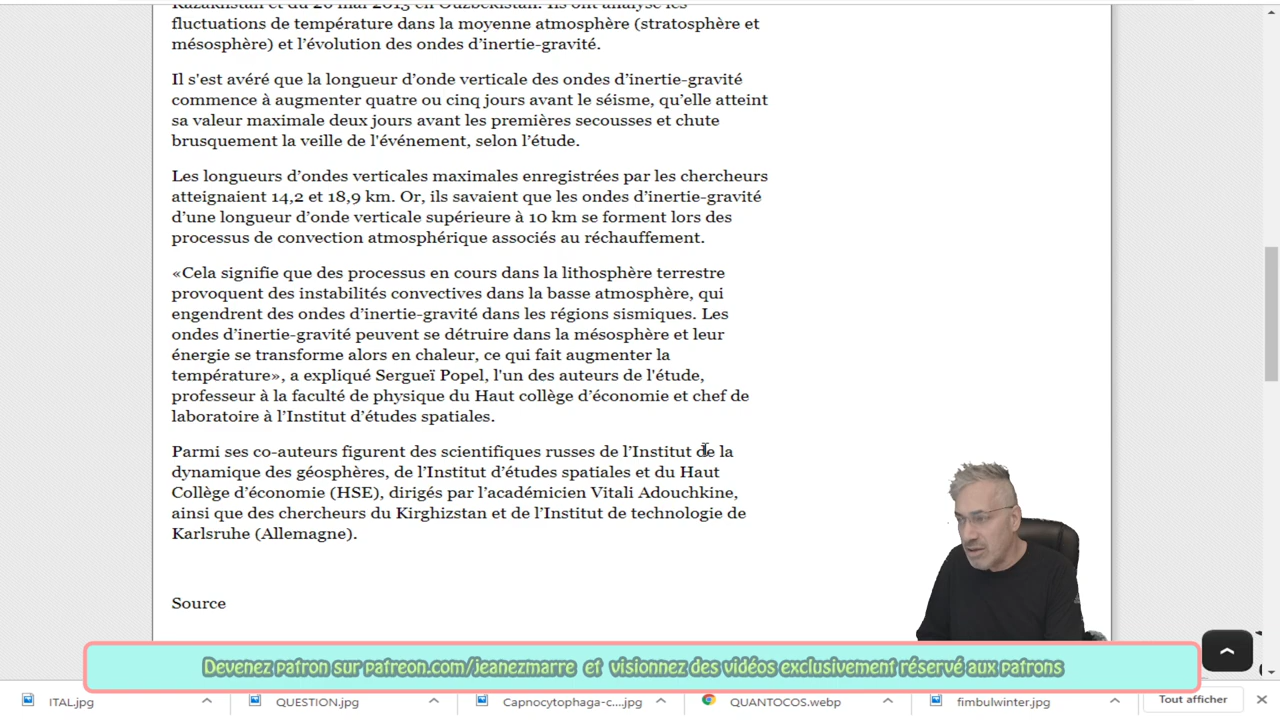 Kazakhstan et du 26 mai 2013 en Ouzbékistan. Ils ont analysé les
fluctuations de température dans la moyenne atmosphère (stratosphère et
mésosphère) et l’évolution des ondes d’inertie-gravité.
Il s'est avéré que la longueur d’onde verticale des ondes d’inertie-gravité
commence à augmenter quatre ou cinq jours avant le séisme, qu’elle atteint
sa valeur maximale deux jours avant les premières secousses et chute
brusquement la veille de l'événement, selon l’étude.
Les longueurs d’ondes verticales maximales enregistrées par les chercheurs
atteignaient 14,2 et 18,9 km. Or, ils savaient que les ondes d’inertie-gravité
d’une longueur d’onde verticale supérieure à 10 km se forment lors des
processus de convection atmosphérique associés au réchauffement.
«Cela signifie que des processus en cours dans la lithosphère terrestre
provoquent des instabilités convectives dans la basse atmosphère, qui
engendrent des ondes d’inertie-gravité dans les régions sismiques. Les
ondes d’inertie-gravité peuvent se détruire dans la mésosphère et leur
énergie se transforme alors en chaleur, ce qui fait augmenter la
température», a expliqué Sergueï Popel, l'un des auteurs de l'étude,
professeur à la faculté de physique du Haut collège d’économie et chef de
laboratoire à l’Institut d’études spatiales.
Parmi ses co-auteurs figurent des scientifiques russes de l’Institut de la
dynamique des géosphères, de l’Institut d’études spatiales et du Haut
Collège d’économie (HSE), dirigés par l’académicien Vitali Adouchkine,
ainsi que des chercheurs du Kirghizstan et de l’Institut de technologie de
Karlsruhe (Allemagne).
Source
Devenez patron sur patreon.com/jeanezmarre et visionnez des vidéos exclusivement réservé aux patrons
ITAL.jpg QUESTION.jpg Capnocytophaga-c....jpg QUANTOCOS.webp fimbulwinter.jpg Tout afficher